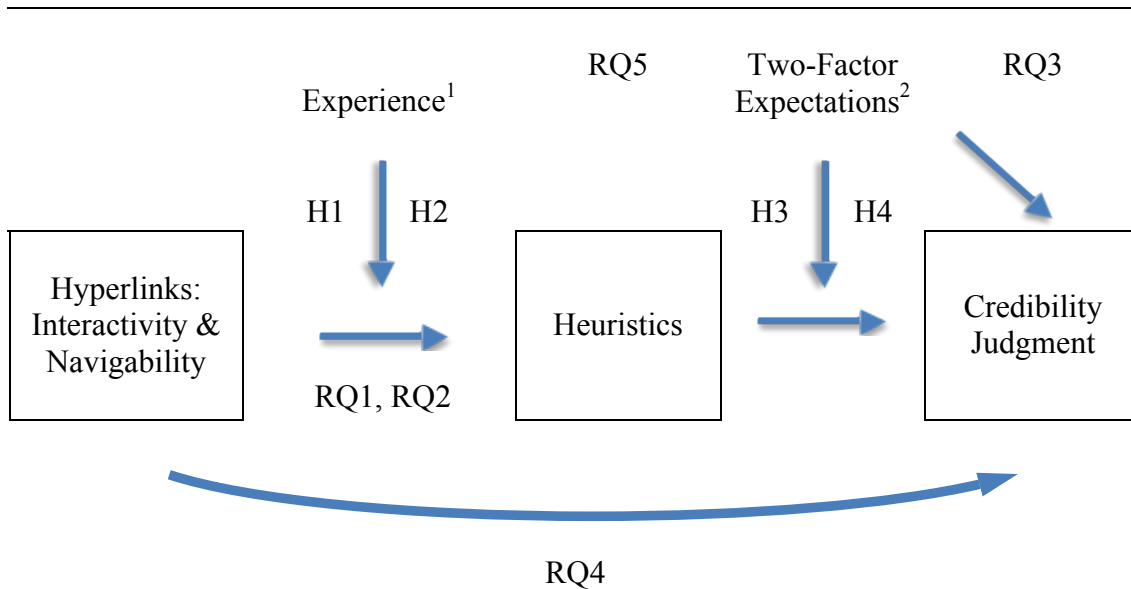 RQ5
Two-Factor
Expectations²
RQ3
Experience¹
H1
H2
H3
H4
Hyperlinks:
Interactivity &
Navigability
Heuristics
Credibility
Judgment
RQ1, RQ2
RQ4